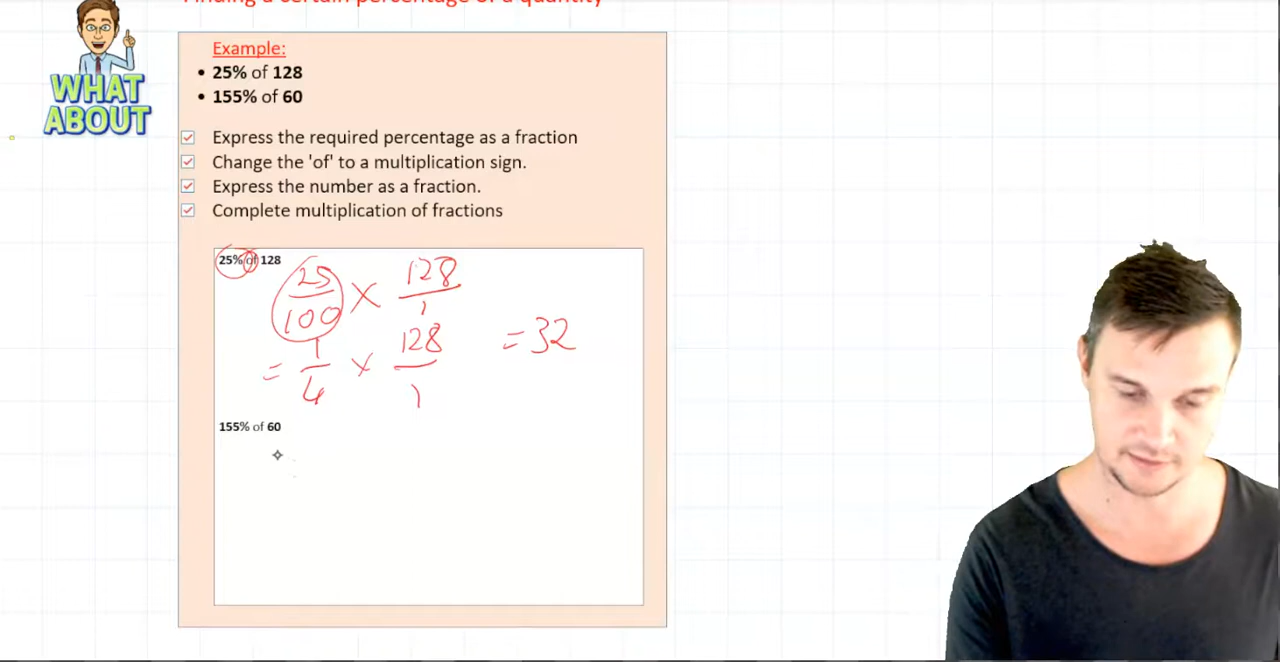 Finding a certain percentage of a quantity
WHAT
ABOUT
Example:
• 25% of 128
• 155% of 60
Express the required percentage as a fraction
Change the 'of' to a multiplication sign.
Express the number as a fraction.
Complete multiplication of fractions
25% of 128
25/100 × 128/1
= 1/4 × 128/1 = 32
155% of 60